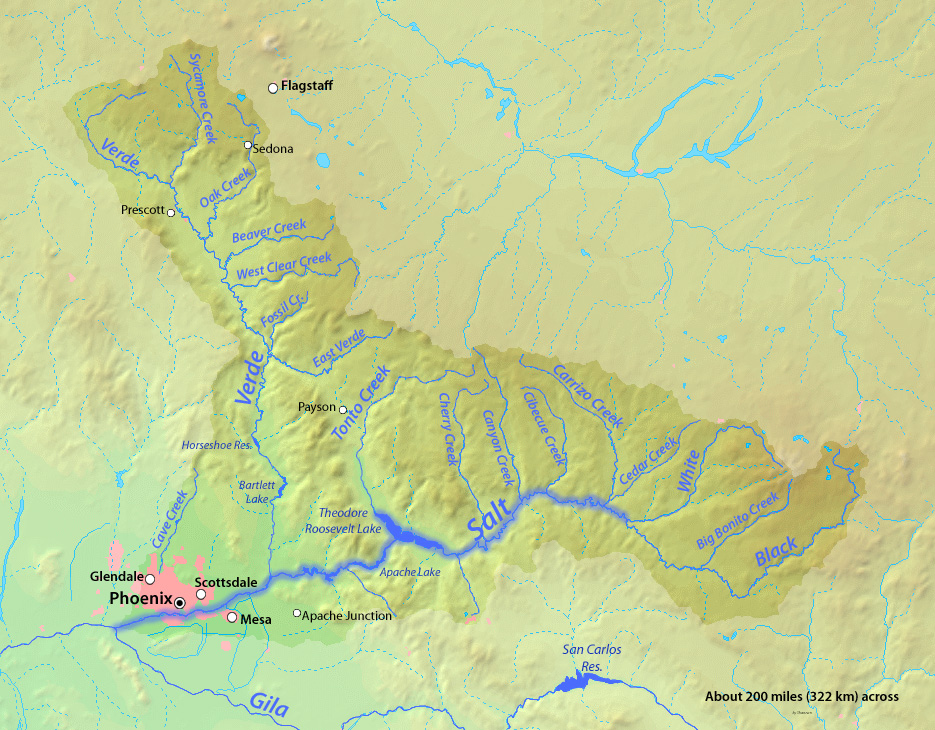 Sycamore Creek
Flagstaff
Verde
Sedona
Oak Creek
Prescott
Beaver Creek
West Clear Creek
Fossil Cr.
East Verde
Verde
Tonto Creek
Payson
Cherry Creek
Canyon Creek
Cibecue Creek
Carrizo Creek
Cedar Creek
White
Horseshoe Res.
Bartlett
Lake
Cave Creek
Theodore
Roosevelt Lake
Salt
Big Bonito Creek
Black
Apache Lake
Glendale
Scottsdale
Phoenix
Mesa
Apache Junction
San Carlos
Res.
Gila
About 200 miles (322 km) across